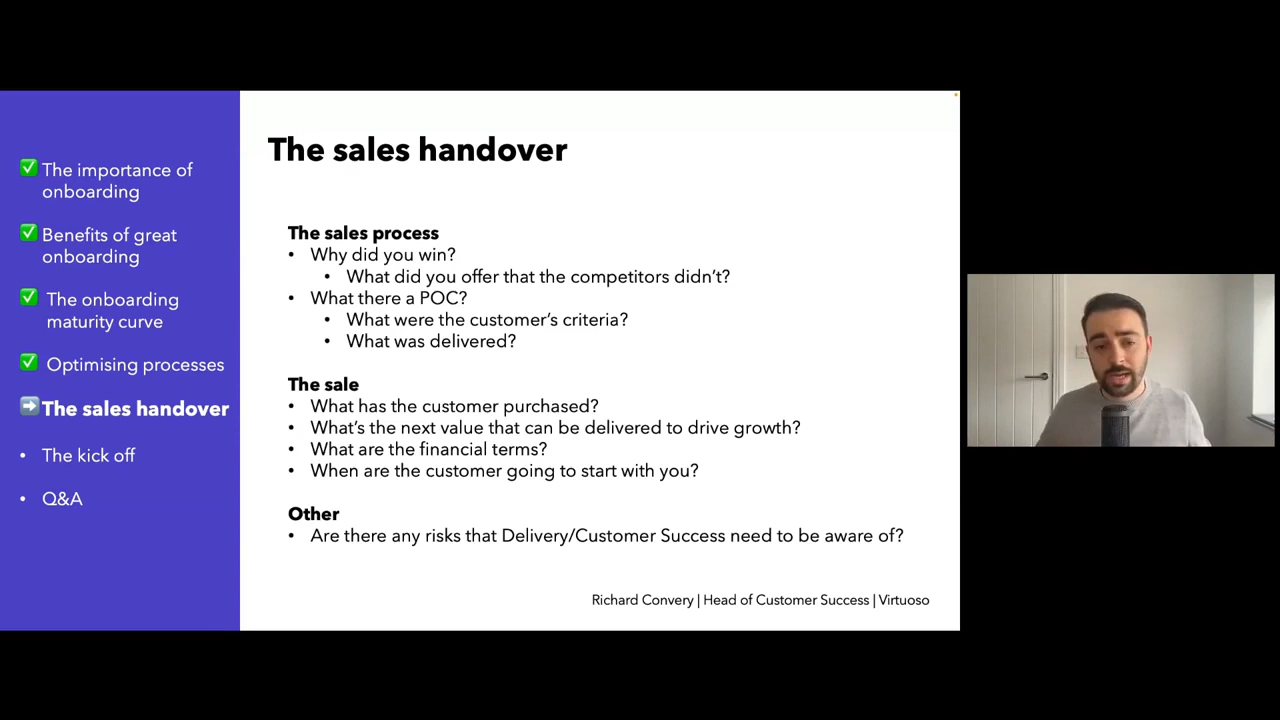 The importance of
onboarding
Benefits of great
onboarding
The onboarding
maturity curve
Optimising processes
The sales handover
• The kick off
• Q&A
The sales handover
The sales process
• Why did you win?
• What did you offer that the competitors didn't?
• What there a POC?
• What were the customer's criteria?
• What was delivered?
The sale
• What has the customer purchased?
• What's the next value that can be delivered to drive growth?
• What are the financial terms?
• When are the customer going to start with you?
Other
• Are there any risks that Delivery/Customer Success need to be aware of?
Richard Convery | Head of Customer Success | Virtuoso